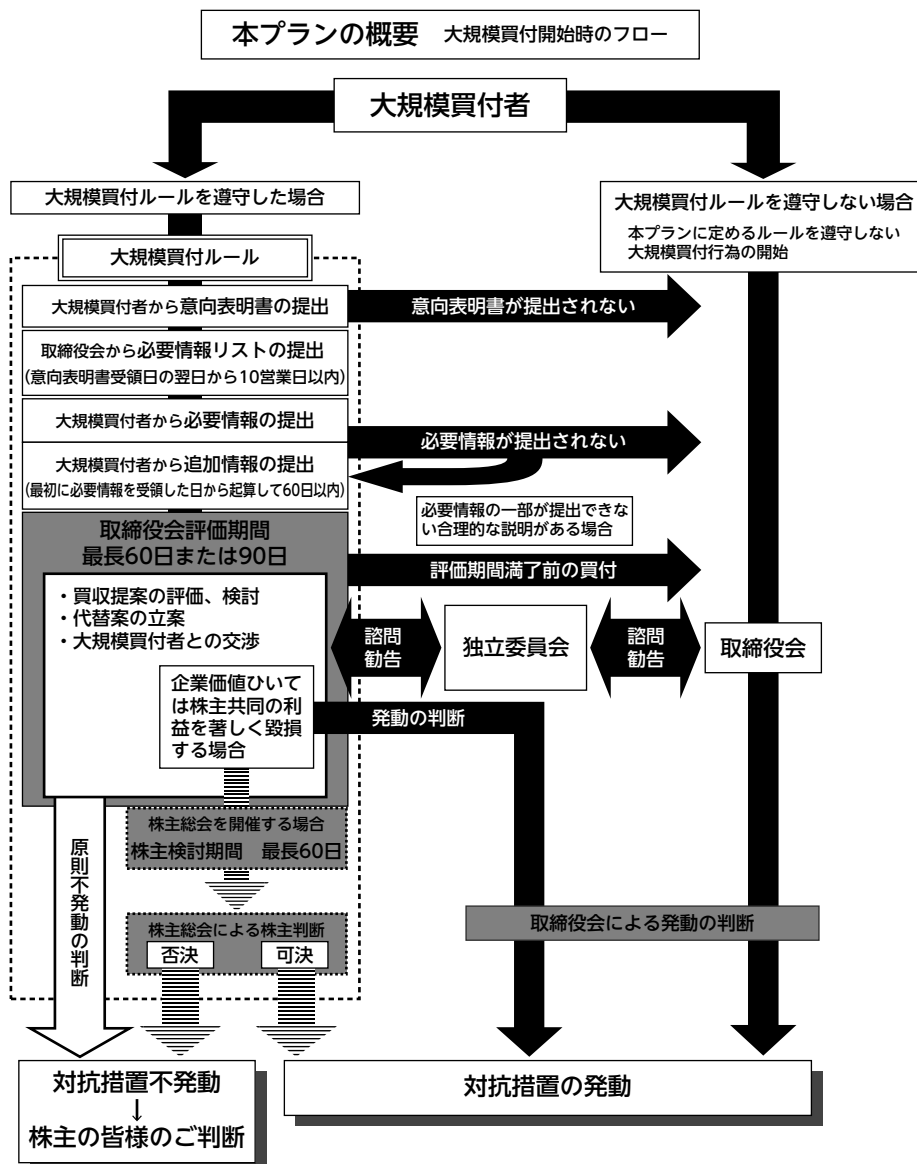 本プランの概要 大規模買付開始時のフロー
大規模買付者
大規模買付ルールを遵守した場合
大規模買付ルールを遵守しない場合
本プランに定めるルールを遵守しない
大規模買付行為の開始
大規模買付ルール
大規模買付者から意向表明書の提出
意向表明書が提出されない
取締役会から必要情報リストの提出
(意向表明書受領日の翌日から10営業日以内)
大規模買付者から必要情報の提出
必要情報が提出されない
大規模買付者から追加情報の提出
(最初に必要情報を受領した日から起算して60日以内)
必要情報の一部が提出できな
い合理的な説明がある場合
取締役会評価期間
最長60日または90日
評価期間満了前の買付
・買収提案の評価、検討
・代替案の立案
・大規模買付者との交渉
諮問
勧告
独立委員会
諮問
勧告
取締役会
企業価値ひいて
は株主共同の利
益を著しく毀損
する場合
発動の判断
株主総会を開催する場合
株主検討期間 最長60日
原則不発動の判断
取締役会による発動の判断
株主総会による株主判断
否決
可決
対抗措置不発動
↓
株主の皆様のご判断
対抗措置の発動